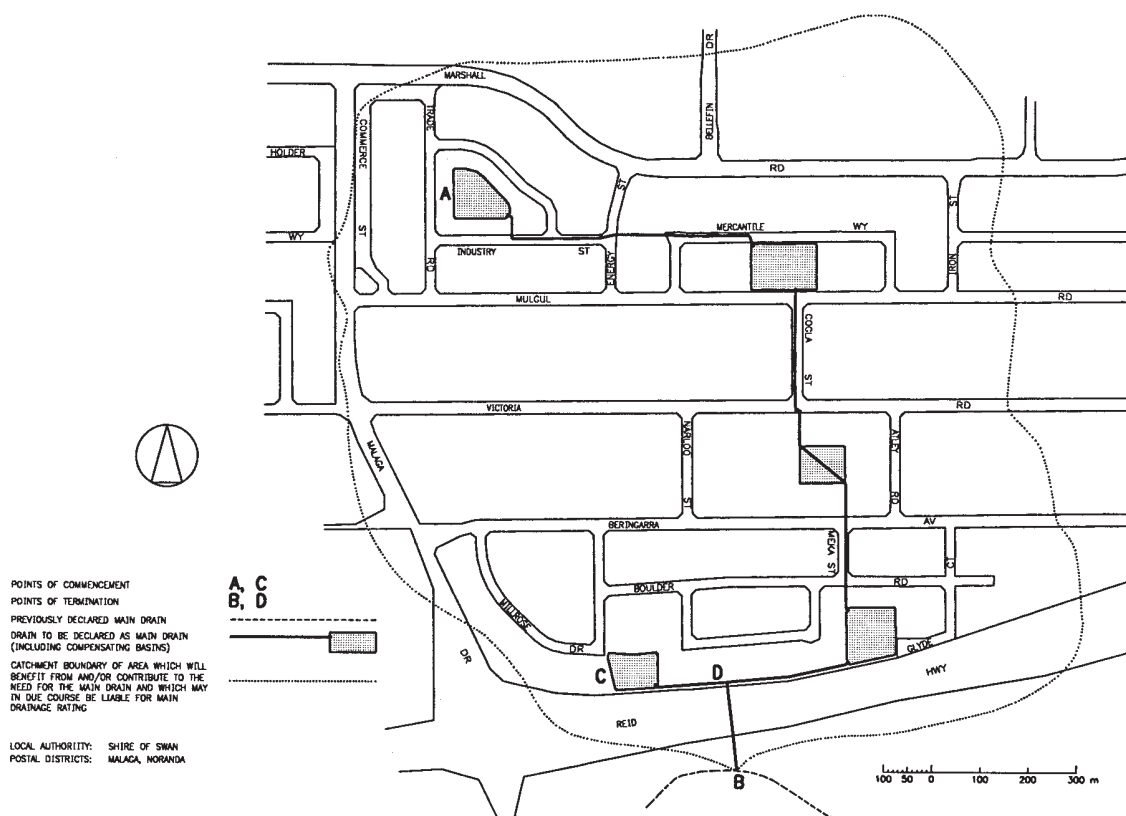 DR
BELLEFIN
MARSHALL
RD
TRADE
COMMERCE
ST
HOLDER
WY
A
ST
ENERGY
MERCANTILE
WY
ST
IRON
INDUSTRY
ST
RD
MULGUL
RD
COGLA
ST
VICTORIA
RD
MALAGA
NARLOO
ST
ATLEY
RD
BERINGARRA
AV
MEKA ST
CT
BOULDER
RD
MILLROSE
DR
DR
C
D
GLYDE
HWY
REID
B
POINTS OF COMMENCEMENT A, C
POINTS OF TERMINATION B, D
PREVIOUSLY DECLARED MAIN DRAIN
DRAIN TO BE DECLARED AS MAIN DRAIN
(INCLUDING COMPENSATING BASINS)
CATCHMENT BOUNDARY OF AREA WHICH WILL
BENEFIT FROM AND/OR CONTRIBUTE TO THE
NEED FOR THE MAIN DRAIN AND WHICH MAY
IN DUE COURSE BE LIABLE FOR MAIN
DRAINAGE RATING
LOCAL AUTHORITY: SHIRE OF SWAN
POSTAL DISTRICTS: MALAGA, NORANDA
100 50 0 100 200 300 m